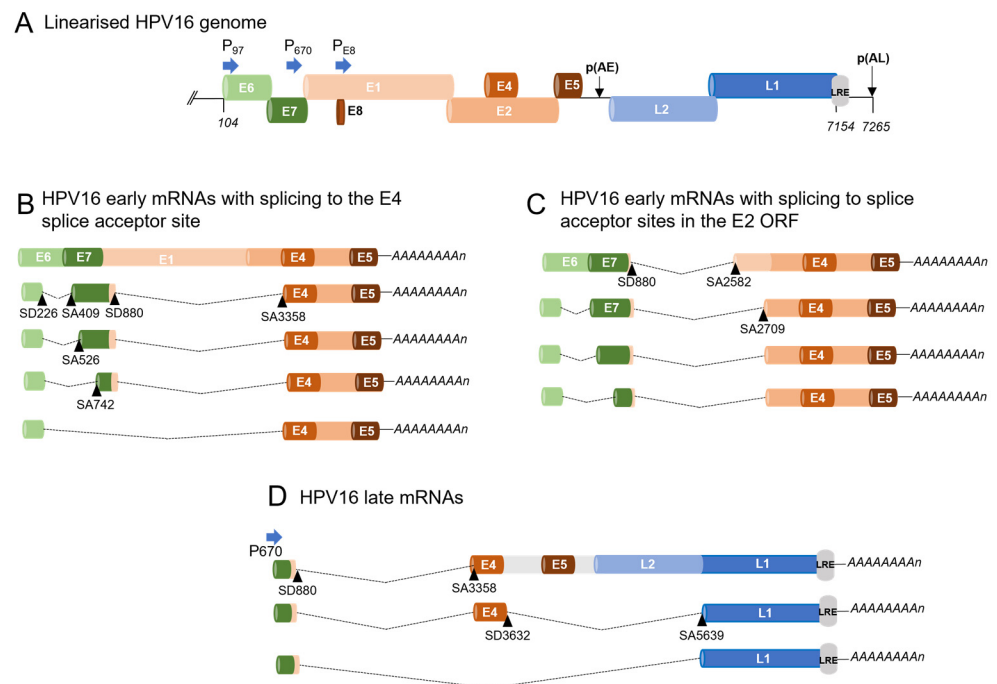 A Linearised HPV16 genome
P97 P670 PE8 p(AE) p(AL)
E6 E1 E4 E5 L1 LRE
E7 E8 E2 L2
104 7154 7265
B HPV16 early mRNAs with splicing to the E4
splice acceptor site
E6 E7 E1 E4 E5 AAAAAAAAn
E4 E5 AAAAAAAAn
SD226 SA409 SD880 SA3358
E4 E5 AAAAAAAAn
SA526
E4 E5 AAAAAAAAn
SA742
E4 E5 AAAAAAAAn
C HPV16 early mRNAs with splicing to splice
acceptor sites in the E2 ORF
E6 E7 E4 E5 AAAAAAAAn
SD880 SA2582
E7 E4 E5 AAAAAAAAn
SA2709
E4 E5 AAAAAAAAn
E4 E5 AAAAAAAAn
D HPV16 late mRNAs
P670
E4 E5 L2 L1 LRE AAAAAAAAn
SD880 SA3358
E4 L1 LRE AAAAAAAAn
SD3632 SA5639
L1 LRE AAAAAAAAn